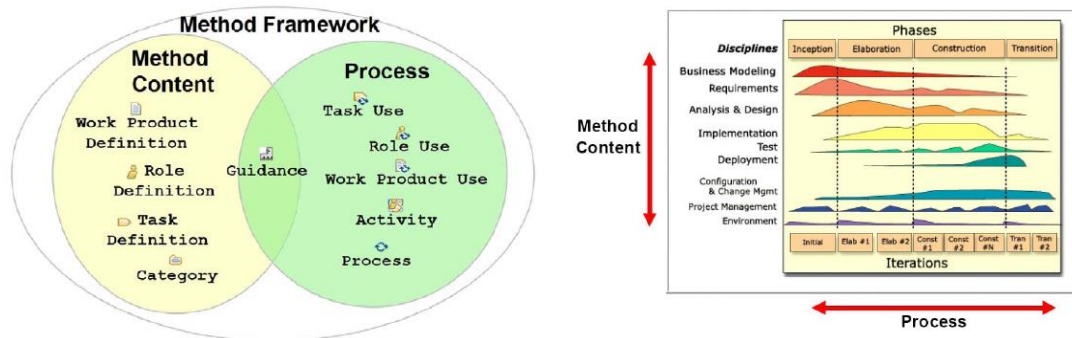 Method Framework
Method
Content
Work Product
Definition
Role
Definition
Task
Definition
Category
Guidance
Process
Task Use
Role Use
Work Product Use
Activity
Process
Method
Content
Phases
Disciplines
Inception
Elaboration
Construction
Transition
Business Modeling
Requirements
Analysis & Design
Implementation
Test
Deployment
Configuration
& Change Mgmt
Project Management
Environment
Initial
Elab #1
Elab #2
Const
#1
Const
#2
Const
#N
Tran
#1
Tran
#2
Iterations
Process